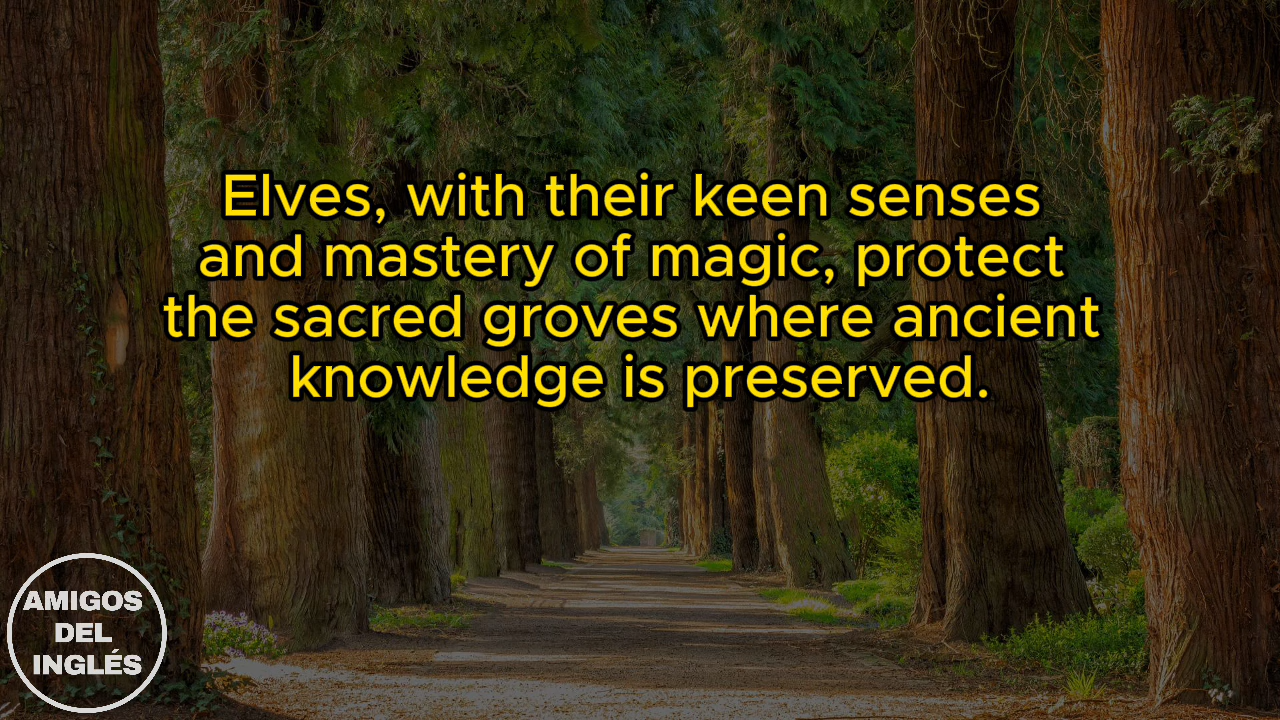 Elves, with their keen senses
and mastery of magic, protect
the sacred groves where ancient
knowledge is preserved.
AMIGOS
DEL
INGLÉS